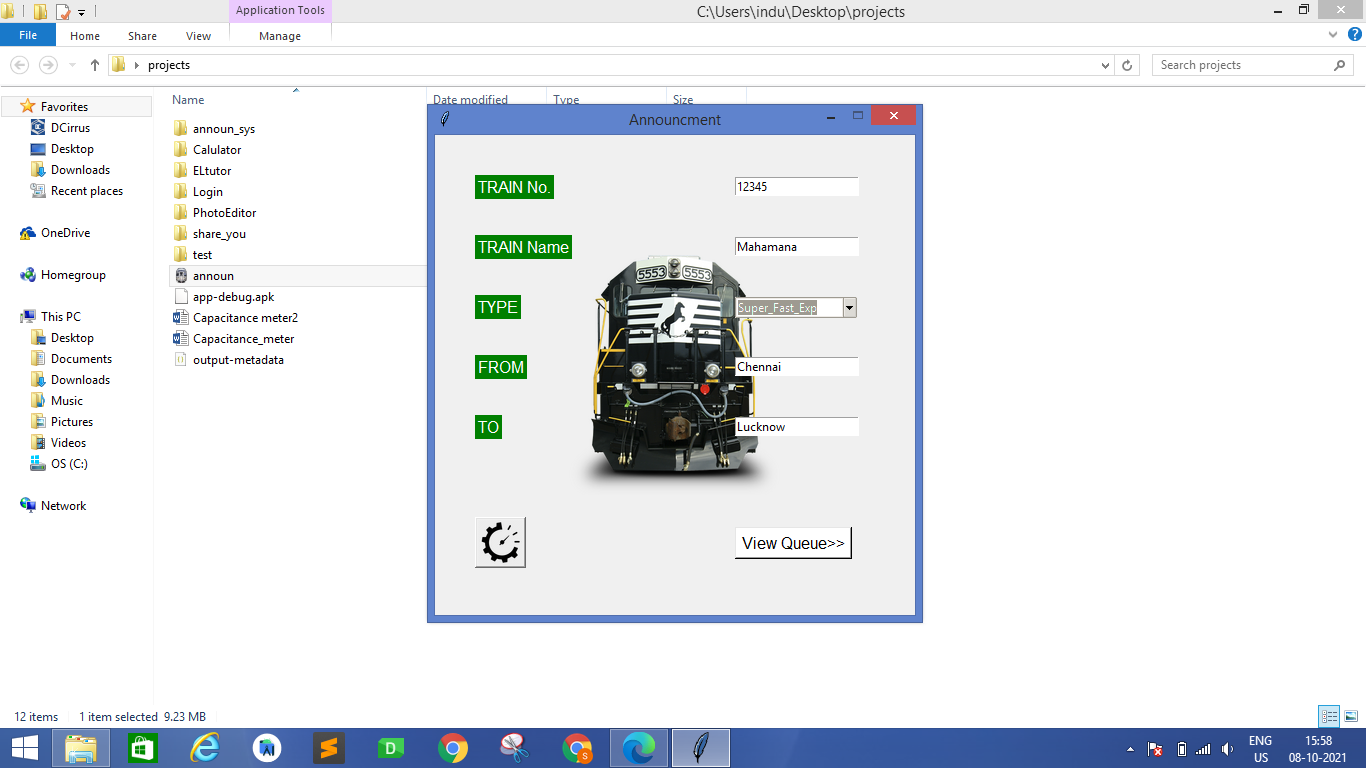 Application Tools
C:\Users\indu\Desktop\projects
File
Home
Share
View
Manage
projects
Search projects
Name
Date modified
Type
Size
Favorites
DCirrus
Desktop
Downloads
Recent places
OneDrive
Homegroup
This PC
Desktop
Documents
Downloads
Music
Pictures
Videos
OS (C:)
Network
announ_sys
Calulator
ELtutor
Login
PhotoEditor
share_you
test
announ
app-debug.apk
Capacitance meter2
Capacitance_meter
output-metadata
Announcment
TRAIN No.
12345
TRAIN Name
Mahamana
5553 5553
TYPE
Super_Fast_Exp
FROM
Chennai
TO
Lucknow
View Queue>>
12 items 1 item selected 9.23 MB
D
S
ENG
US
15:58
08-10-2021